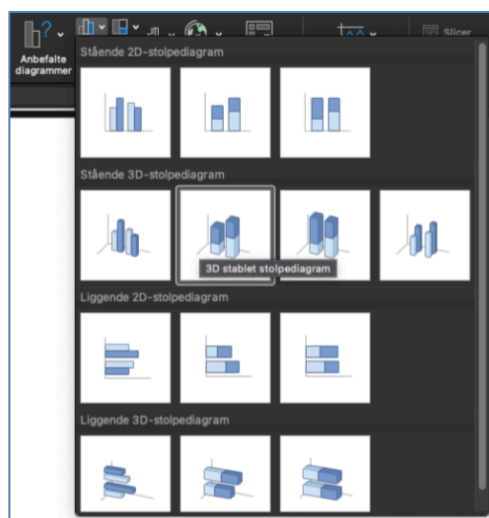 Anbefalte
diagrammer
Slicer
Stående 2D-stolpediagram
Stående 3D-stolpediagram
3D stablet stolpediagram
Liggende 2D-stolpediagram
Liggende 3D-stolpediagram